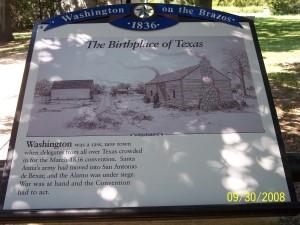 Washington on the Brazos
1836
The Birthplace of Texas
Washington was a raw, new town
when delegates from all over Texas crowded
in for the March 1836 convention. Santa
Anna's army had moved into San Antonio
de Bexar, and the Alamo was under siege.
War was at hand and the Convention
had to act.
09/30/2008